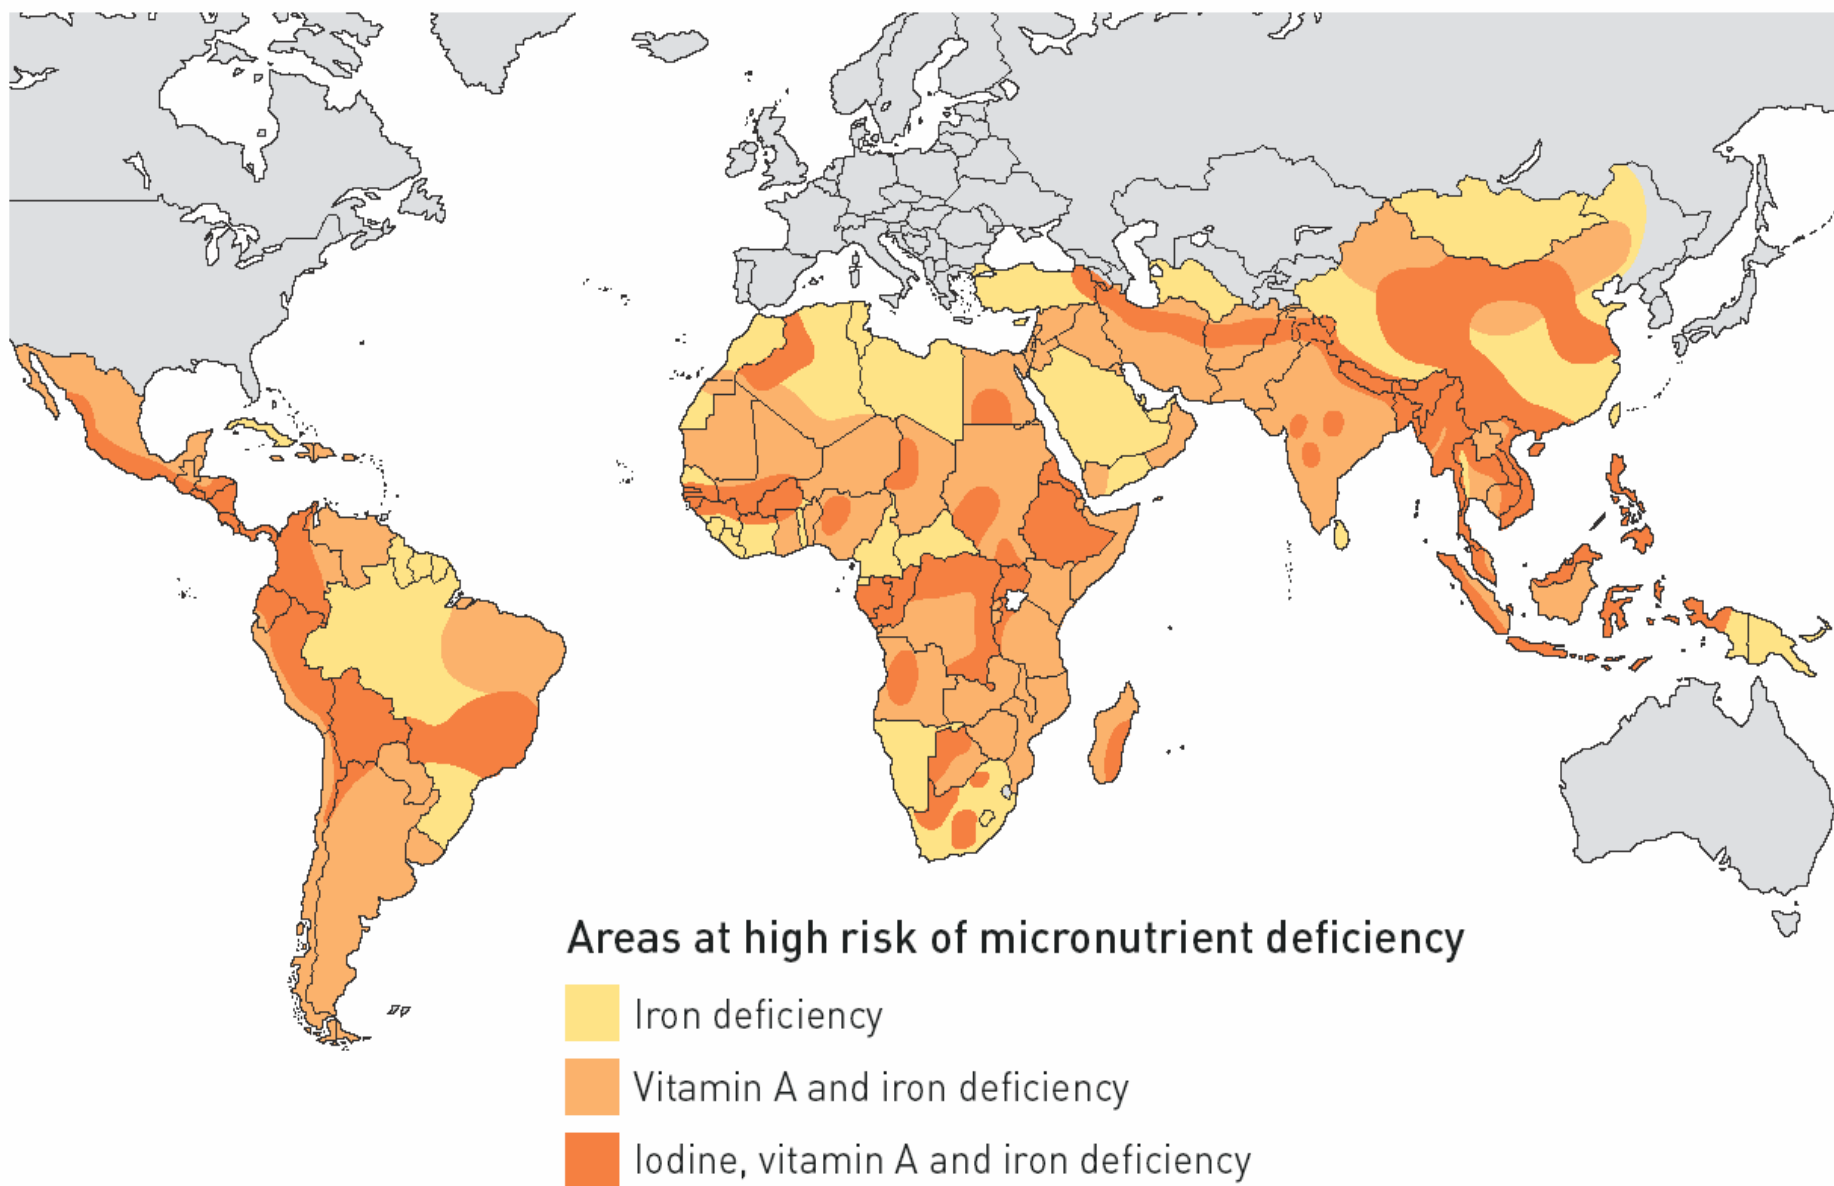 Areas at high risk of micronutrient deficiency
Iron deficiency
Vitamin A and iron deficiency
Iodine, vitamin A and iron deficiency